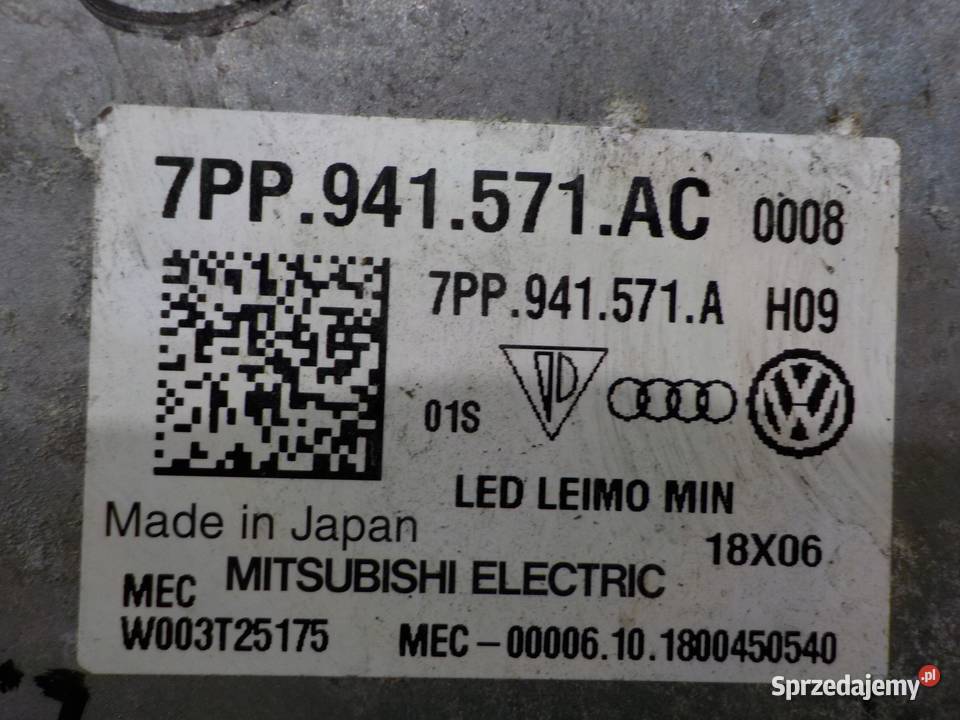 7PP.941.571.AC 0008
7PP.941.571.A H09
01S
LED LEIMO MIN
Made in Japan
18X06
MEC MITSUBISHI ELECTRIC
W003T25175 MEC-00006.10.1800450540
Sprzedajemy.pl